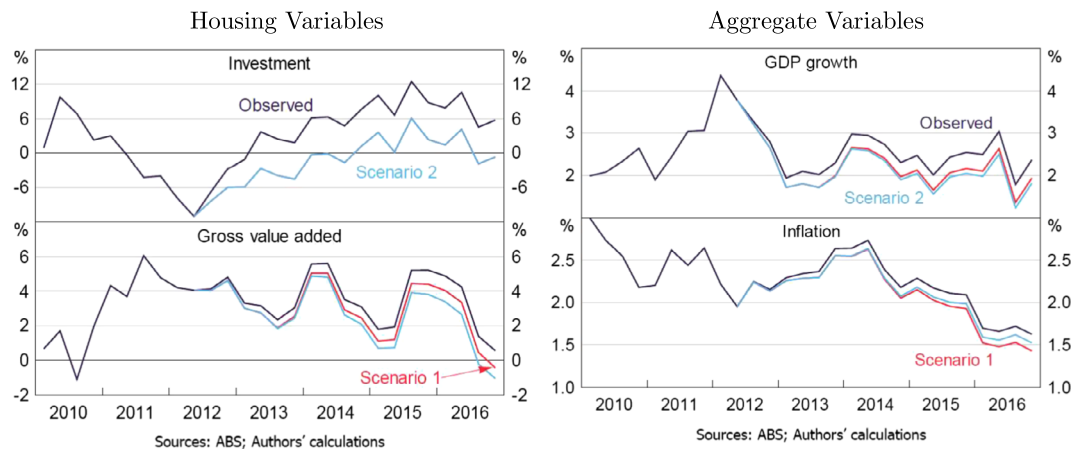 Housing Variables
% Investment %
12 12
6 Observed 6
0 0
Scenario 2
-6 -6
% Gross value added %
6 6
4 4
2 2
0 0
Scenario 1
-2 -2
2010 2011 2012 2013 2014 2015 2016
Sources: ABS; Authors' calculations
Aggregate Variables
% GDP growth %
4 4
Observed
3 3
2 2
Scenario 2
% Inflation %
2.5 2.5
2.0 2.0
1.5 1.5
Scenario 1
1.0 1.0
2010 2011 2012 2013 2014 2015 2016
Sources: ABS; Authors' calculations